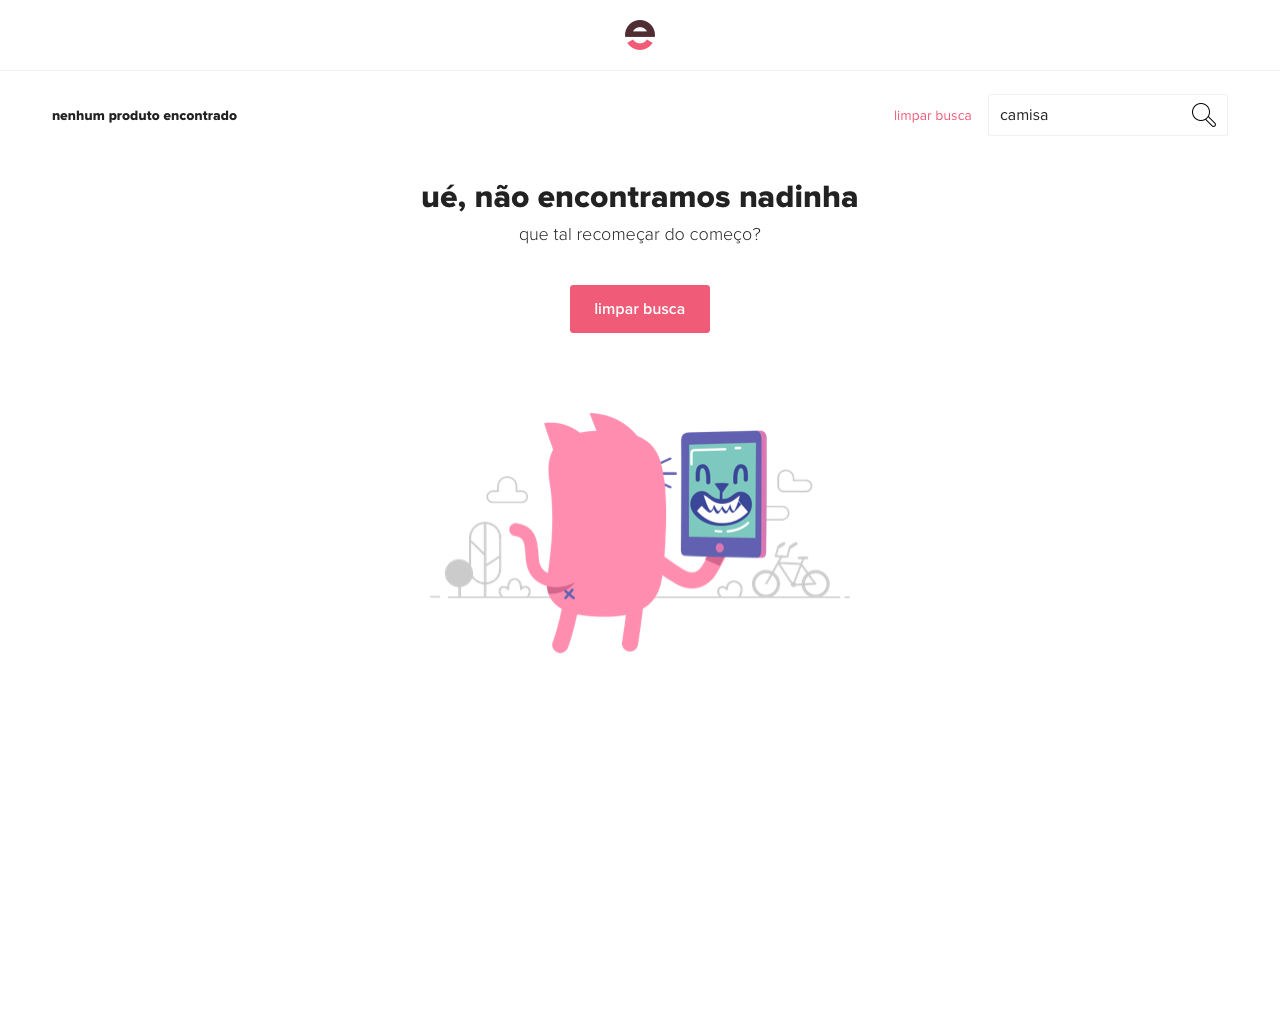 e
nenhum produto encontrado
limpar busca
camisa
ué, não encontramos nadinha
que tal recomeçar do começo?
limpar busca